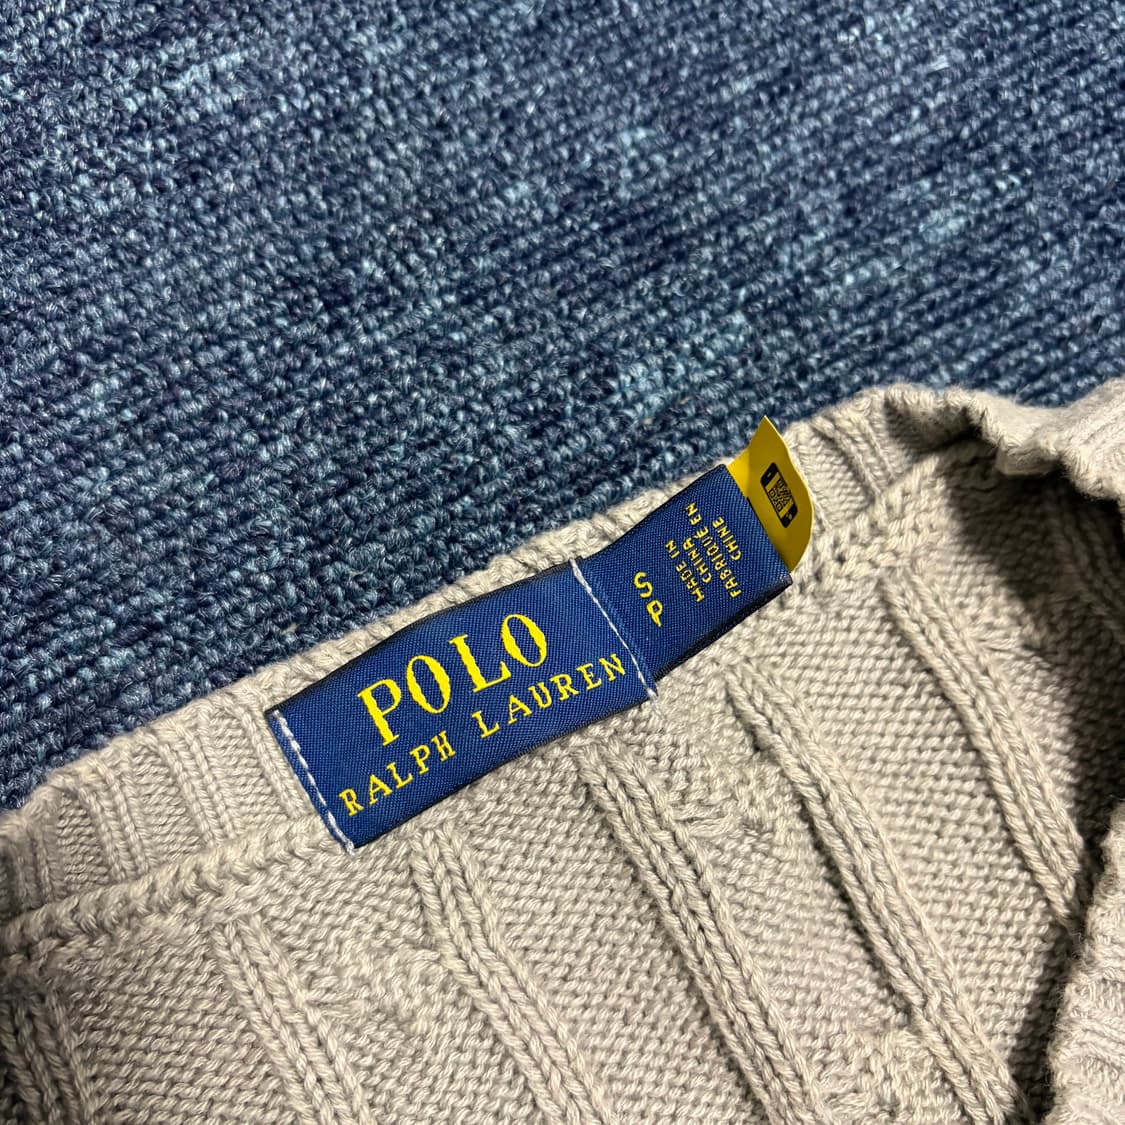 POLO
RALPH LAUREN
S
P
MADE IN
CHINA
FABRIQUÉ EN
CHINE